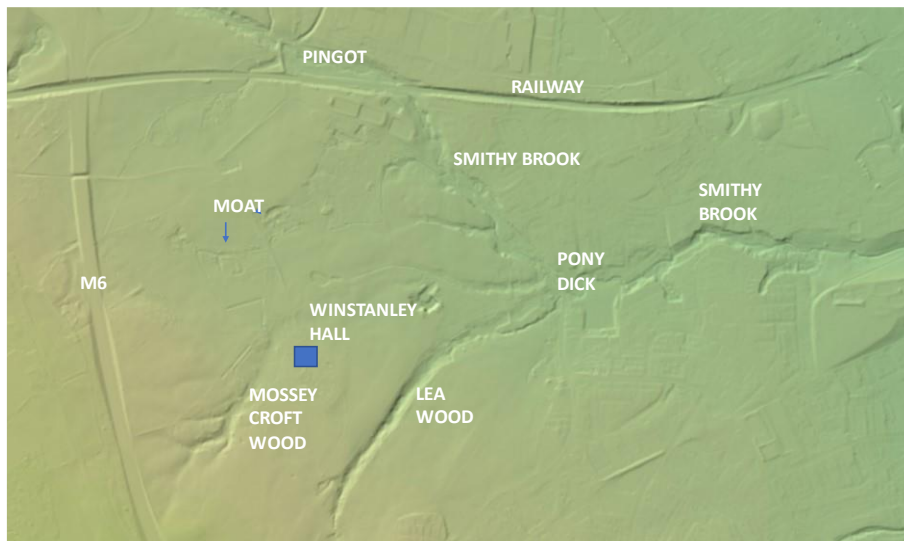 PINGOT
RAILWAY
SMITHY BROOK
SMITHY
BROOK
MOAT
PONY
DICK
M6
WINSTANLEY
HALL
MOSSEY
CROFT
WOOD
LEA
WOOD